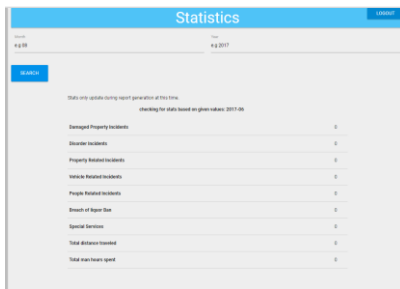 Statistics
LOGOUT
Month
Year
e.g 06
e.g 2017
SEARCH
Stats only update during report generation at this time.
checking for stats based on given values: 2017-06
Damaged Property Incidents 0
Disorder Incidents 0
Property Related Incidents 0
Vehicle Related Incidents 0
People Related Incidents 0
Breach of liquor Ban 0
Special Services 0
Total distance traveled 0
Total man hours spent 0